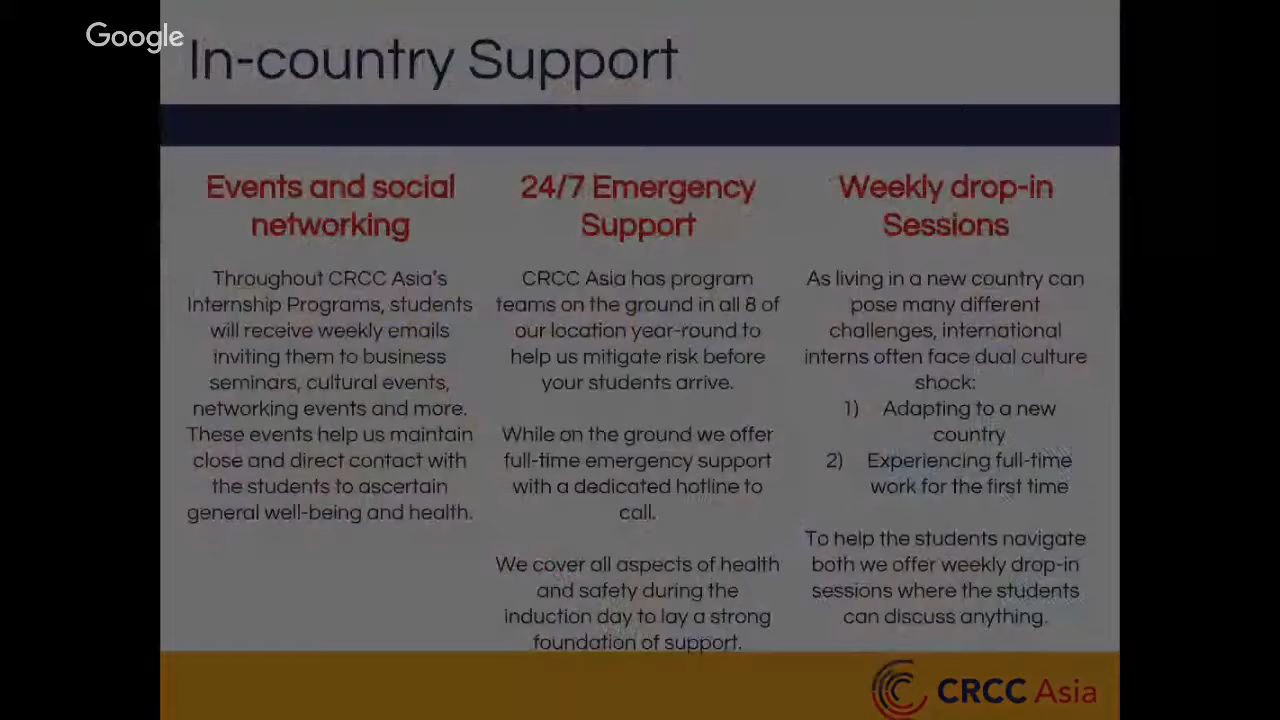 Google
In-country Support
Events and social
networking
Throughout CRCC Asia's
Internship Programs, students
will receive weekly emails
inviting them to business
seminars, cultural events,
networking events and more.
These events help us maintain
close and direct contact with
the students to ascertain
general well-being and health.
24/7 Emergency
Support
CRCC Asia has program
teams on the ground in all 8 of
our location year-round to
help us mitigate risk before
your students arrive.
While on the ground we offer
full-time emergency support
with a dedicated hotline to
call.
We cover all aspects of health
and safety during the
induction day to lay a strong
foundation of support.
Weekly drop-in
Sessions
As living in a new country can
pose many different
challenges, international
interns often face dual culture
shock:
1) Adapting to a new
country
2) Experiencing full-time
work for the first time
To help the students navigate
both we offer weekly drop-in
sessions where the students
can discuss anything.
CRCC Asia